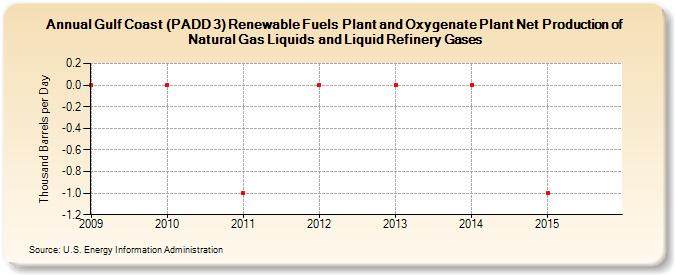 Annual Gulf Coast (PADD 3) Renewable Fuels Plant and Oxygenate Plant Net Production of
Natural Gas Liquids and Liquid Refinery Gases
Thousand Barrels per Day
0.2
0.0
-0.2
-0.4
-0.6
-0.8
-1.0
-1.2
2009 2010 2011 2012 2013 2014 2015
Source: U.S. Energy Information Administration